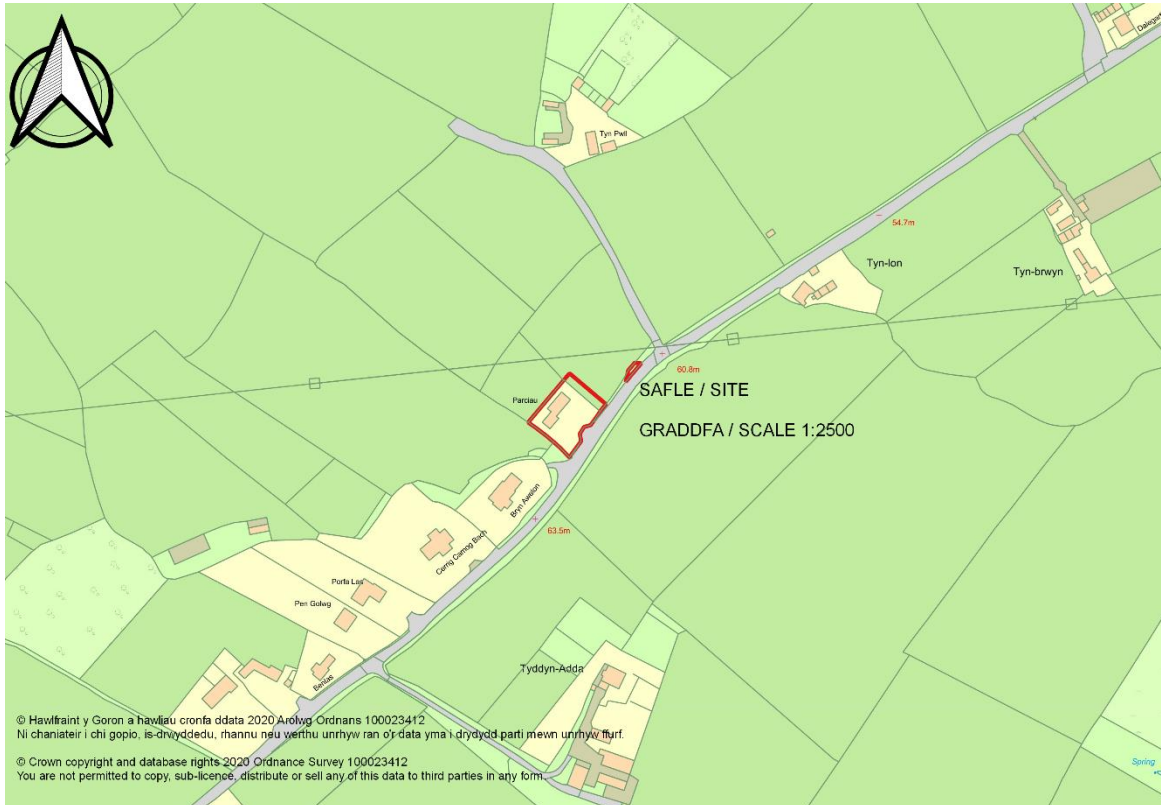 Dalegarth
Tyn Pwll
54.7m
Tyn-lon
Tyn-brwyn
60.8m
SAFLE / SITE
Parciau
GRADDFA / SCALE 1:2500
Bryn Awelon
63.5m
Cerrig Camog Bach
Porfa Las
Pen Golwg
Benlas
Tyddyn-Adda
© Hawlfraint y Goron a hawliau cronfa ddata 2020 Arolwg Ordnans 100023412
Ni chaniateir i chi gopio, is-drwyddedu, rhannu neu werthu unrhyw ran o'r data yma i drydydd parti mewn unrhyw ffurf.
© Crown copyright and database rights 2020 Ordnance Survey 100023412
You are not permitted to copy, sub-licence, distribute or sell any of this data to third parties in any form.
Spring